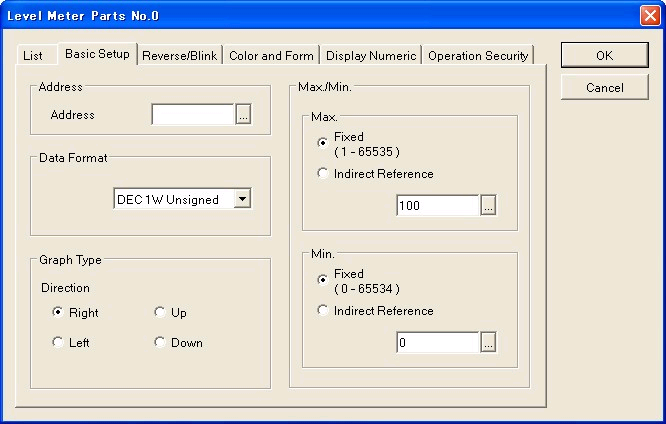 Level Meter Parts No.0
List Basic Setup Reverse/Blink Color and Form Display Numeric Operation Security
OK
Cancel
Address
Address
...
Data Format
DEC 1W Unsigned
Graph Type
Direction
Right Up
Left Down
Max./Min.
Max.
Fixed
( 1 - 65535 )
Indirect Reference
100 ...
Min.
Fixed
( 0 - 65534 )
Indirect Reference
0 ...